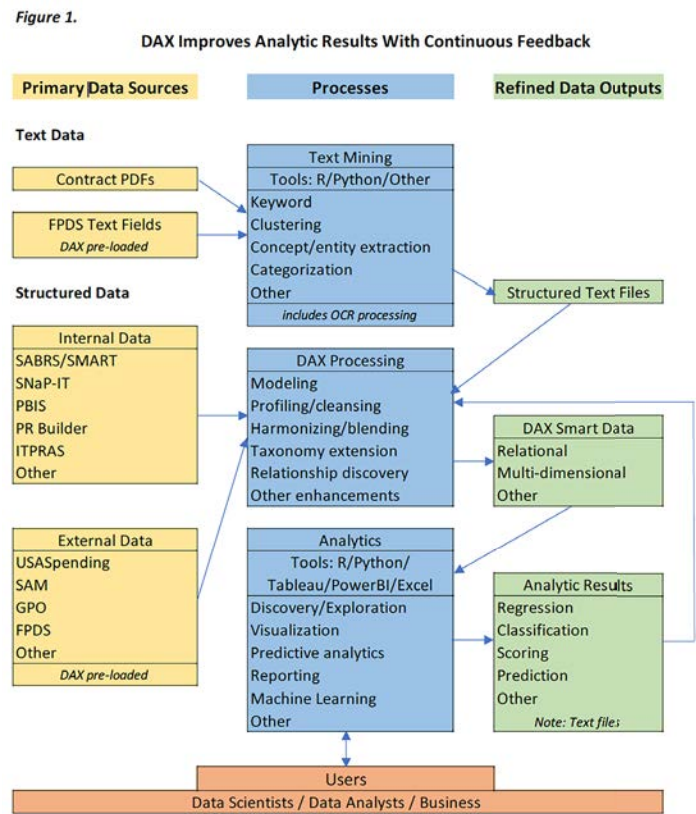 Figure 1.
DAX Improves Analytic Results With Continuous Feedback
Primary Data Sources
Processes
Refined Data Outputs
Text Data
Contract PDFs
FPDS Text Fields
DAX pre-loaded
Text Mining
Tools: R/Python/Other
Keyword
Clustering
Concept/entity extraction
Categorization
Other
includes OCR processing
Structured Text Files
Structured Data
Internal Data
SABRS/SMART
SNaP-IT
PBIS
PR Builder
ITPRAS
Other
DAX Processing
Modeling
Profiling/cleansing
Harmonizing/blending
Taxonomy extension
Relationship discovery
Other enhancements
DAX Smart Data
Relational
Multi-dimensional
Other
External Data
USASpending
SAM
GPO
FPDS
Other
DAX pre-loaded
Analytics
Tools: R/Python/
Tableau/PowerBI/Excel
Discovery/Exploration
Visualization
Predictive analytics
Reporting
Machine Learning
Other
Analytic Results
Regression
Classification
Scoring
Prediction
Other
Note: Text files
Users
Data Scientists / Data Analysts / Business